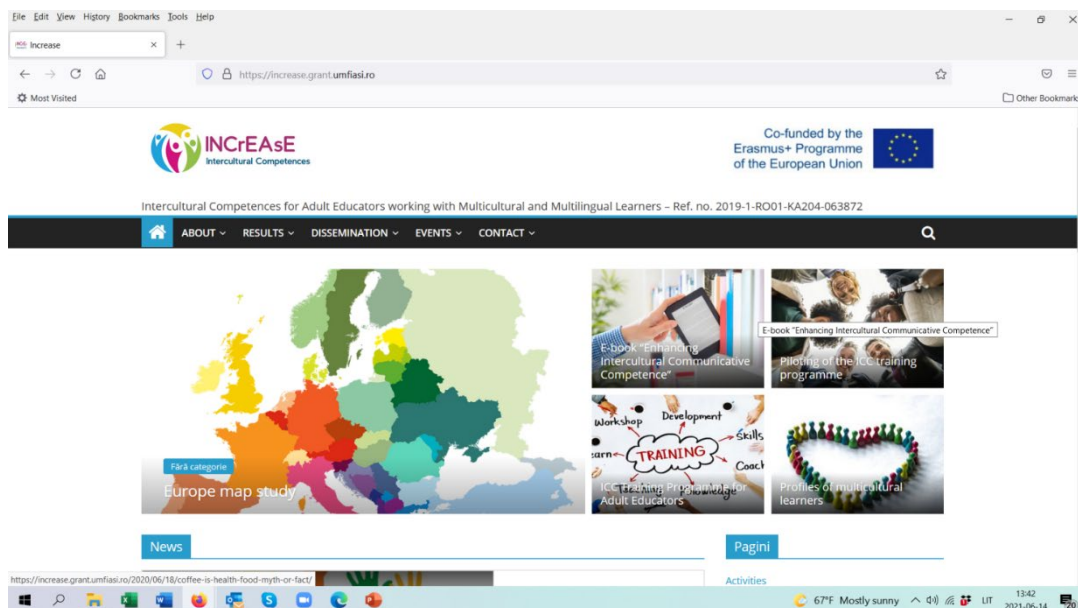 File Edit View History Bookmarks Tools Help
Increase
https://increase.grant.umfiasi.ro
Most Visited
Other Bookmark
INCrEAsE
Intercultural Competences
Co-funded by the
Erasmus+ Programme
of the European Union
Intercultural Competences for Adult Educators working with Multicultural and Multilingual Learners – Ref. no. 2019-1-RO01-KA204-063872
ABOUT RESULTS DISSEMINATION EVENTS CONTACT
Fără categorie
Europe map study
E-book "Enhancing
Intercultural Communicative
Competence"
E-book "Enhancing Intercultural Communicative Competence"
Piloting of the ICC training
programme
Workshop Development
Skills
earn
TRAINING
Coach
Teaching Knowledge
ICC Training Programme for
Adult Educators
Profiles of multicultural
learners
News
Pagini
Activities
https://increase.grant.umfiasi.ro/2020/06/18/coffee-is-health-food-myth-or-fact/
67°F Mostly sunny
LIT
13:42
2021-06-14